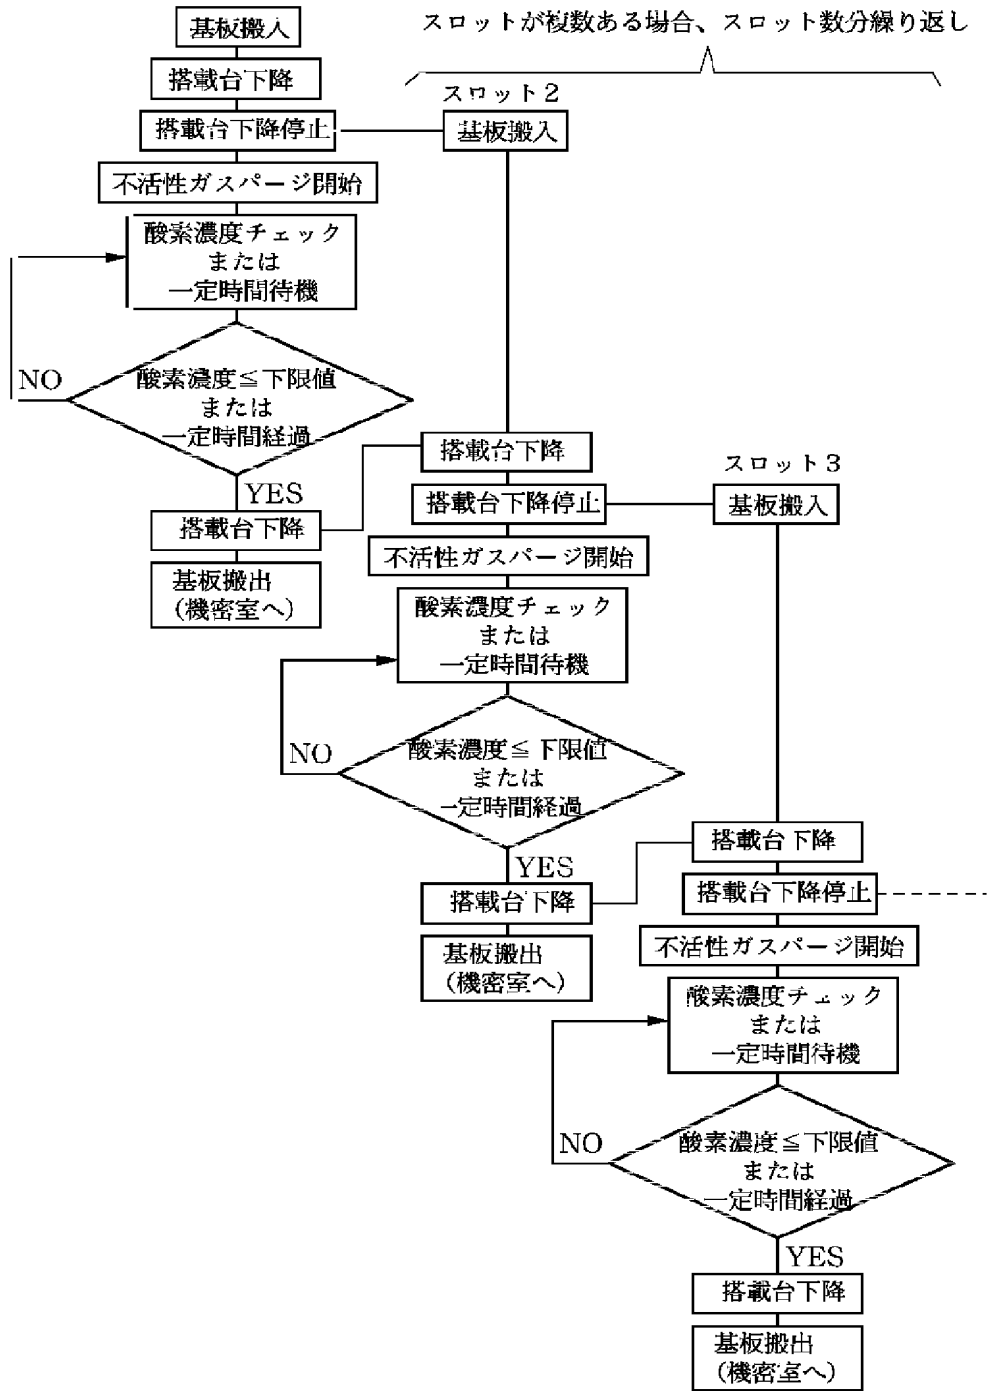 基板搬入
搭載台下降
搭載台下降停止
不活性ガスパージ開始
酸素濃度チェック
または
一定時間待機
NO
酸素濃度≦下限値
または
一定時間経過
YES
搭載台下降
基板搬出
(機密室へ)
スロットが複数ある場合、スロット数分繰り返し
スロット2
基板搬入
搭載台下降
搭載台下降停止
不活性ガスパージ開始
酸素濃度チェック
または
一定時間待機
NO
酸素濃度≦下限値
または
一定時間経過
YES
搭載台下降
基板搬出
(機密室へ)
スロット3
基板搬入
搭載台下降
搭載台下降停止
不活性ガスパージ開始
酸素濃度チェック
または
一定時間待機
NO
酸素濃度≦下限値
または
一定時間経過
YES
搭載台下降
基板搬出
(機密室へ)